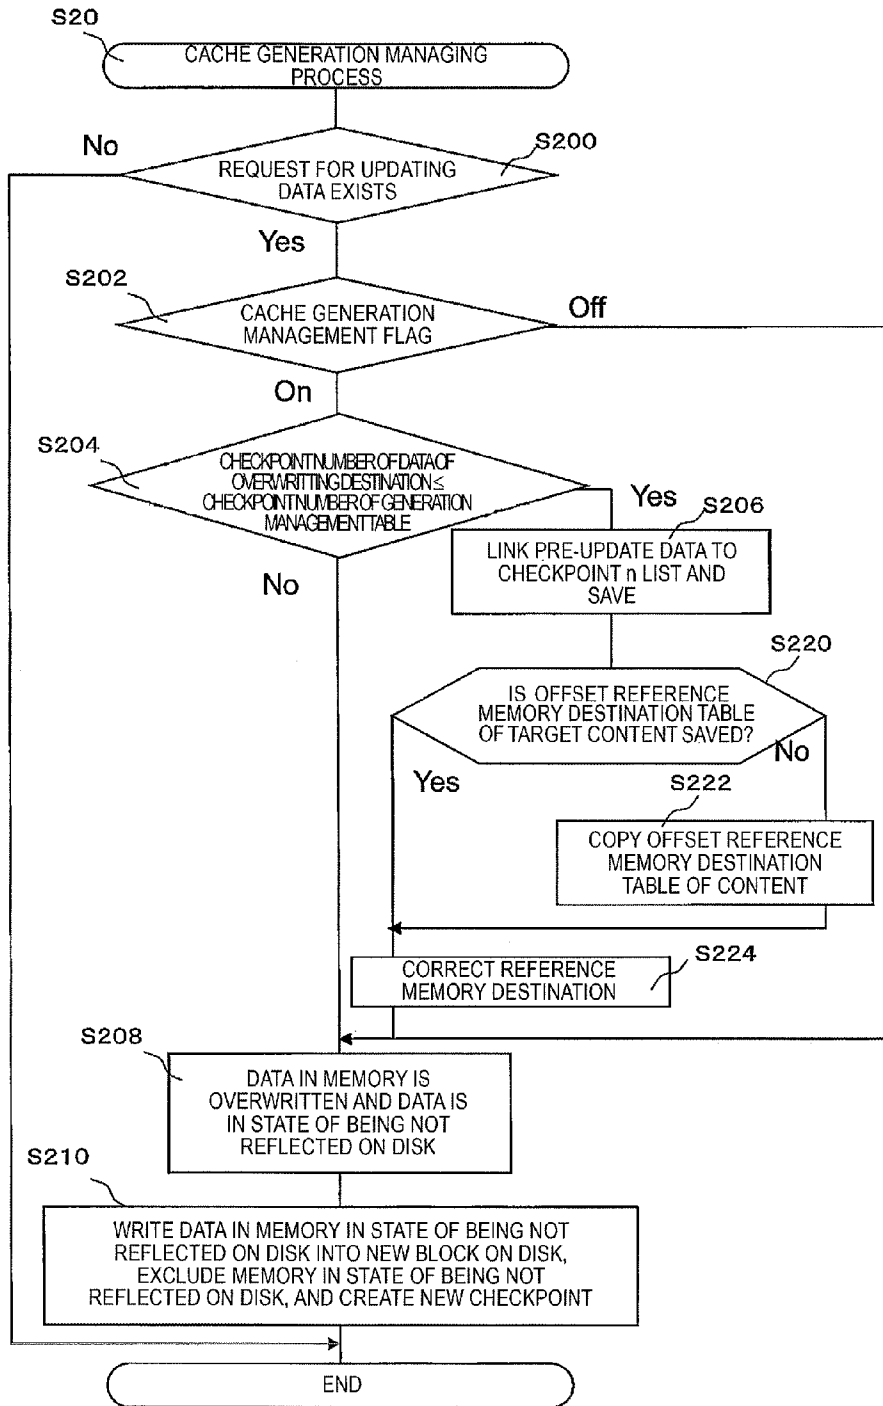 S20
CACHE GENERATION MANAGING
PROCESS
No
S200
REQUEST FOR UPDATING
DATA EXISTS
Yes
S202
CACHE GENERATION
MANAGEMENT FLAG
Off
On
S204
CHECKPOINT NUMBER OF DATA OF
OVERWRITTING DESTINATION ≤
CHECKPOINT NUMBER OF GENERATION
MANAGEMENT TABLE
Yes
No
S206
LINK PRE-UPDATE DATA TO
CHECKPOINT n LIST AND
SAVE
S220
IS OFFSET REFERENCE
MEMORY DESTINATION TABLE
OF TARGET CONTENT SAVED?
No
Yes
S222
COPY OFFSET REFERENCE
MEMORY DESTINATION
TABLE OF CONTENT
S224
CORRECT REFERENCE
MEMORY DESTINATION
S208
DATA IN MEMORY IS
OVERWRITTEN AND DATA IS
IN STATE OF BEING NOT
REFLECTED ON DISK
S210
WRITE DATA IN MEMORY IN STATE OF BEING NOT
REFLECTED ON DISK INTO NEW BLOCK ON DISK,
EXCLUDE MEMORY IN STATE OF BEING NOT
REFLECTED ON DISK, AND CREATE NEW CHECKPOINT
END